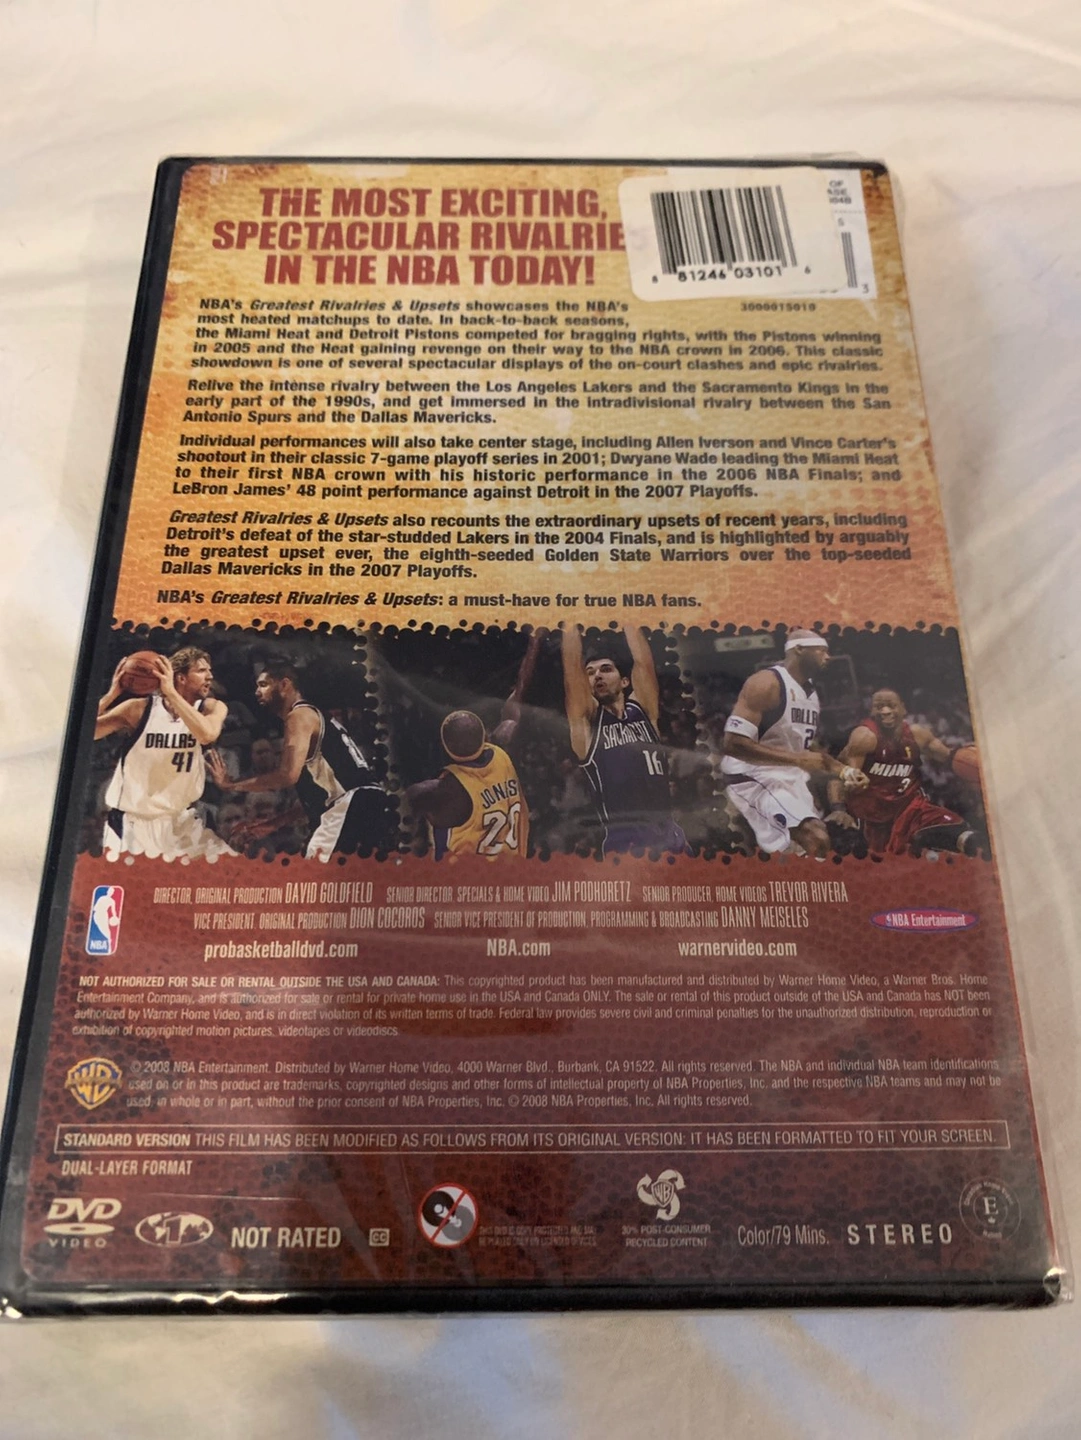 THE MOST EXCITING,
SPECTACULAR RIVALRIE
IN THE NBA TODAY!
8 81246 03101 6
5
3
3000015010
NBA's Greatest Rivalries & Upsets showcases the NBA's
most heated matchups to date. In back-to-back seasons,
the Miami Heat and Detroit Pistons competed for bragging rights, with the Pistons winning
in 2005 and the Heat gaining revenge on their way to the NBA crown in 2006. This classic
showdown is one of several spectacular displays of the on-court clashes and epic rivalries.
Relive the intense rivalry between the Los Angeles Lakers and the Sacramento Kings in the
early part of the 1990s, and get immersed in the intradivisional rivalry between the San
Antonio Spurs and the Dallas Mavericks.
Individual performances will also take center stage, including Allen Iverson and Vince Carter's
shootout in their classic 7-game playoff series in 2001; Dwyane Wade leading the Miami Heat
to their first NBA crown with his historic performance in the 2006 NBA Finals; and
LeBron James' 48 point performance against Detroit in the 2007 Playoffs.
Greatest Rivalries & Upsets also recounts the extraordinary upsets of recent years, including
Detroit's defeat of the star-studded Lakers in the 2004 Finals, and is highlighted by arguably
the greatest upset ever, the eighth-seeded Golden State Warriors over the top-seeded
Dallas Mavericks in the 2007 Playoffs.
NBA's Greatest Rivalries & Upsets: a must-have for true NBA fans.
DALLAS
41
JONES
20
SACRAMENTO
16
DALLA
2
MIAMI
3
DIRECTOR, ORIGINAL PRODUCTION DAVID GOLDFIELD SENIOR DIRECTOR, SPECIALS & HOME VIDEO JIM PODHORETZ SENIOR PRODUCER, HOME VIDEOS TREVOR RIVERA
VICE PRESIDENT, ORIGINAL PRODUCTION DION COCOROS SENIOR VICE PRESIDENT OF PRODUCTION, PROGRAMMING & BROADCASTING DANNY MEISELES
NBA
NBA Entertainment
probasketballdvd.com NBA.com warnervideo.com
NOT AUTHORIZED FOR SALE OR RENTAL OUTSIDE THE USA AND CANADA: This copyrighted product has been manufactured and distributed by Warner Home Video, a Warner Bros. Home
Entertainment Company, and is authorized for sale or rental for private home use in the USA and Canada ONLY. The sale or rental of this product outside of the USA and Canada has NOT been
authorized by Warner Home Video, and is in direct violation of its written terms of trade. Federal law provides severe civil and criminal penalties for the unauthorized distribution, reproduction or
exhibition of copyrighted motion pictures, videotapes or videodiscs.
WB
© 2008 NBA Entertainment. Distributed by Warner Home Video, 4000 Warner Blvd., Burbank, CA 91522. All rights reserved. The NBA and individual NBA team identifications
used on or in this product are trademarks, copyrighted designs and other forms of intellectual property of NBA Properties, Inc. and the respective NBA teams and may not be
used, in whole or in part, without the prior consent of NBA Properties, Inc. © 2008 NBA Properties, Inc. All rights reserved.
STANDARD VERSION THIS FILM HAS BEEN MODIFIED AS FOLLOWS FROM ITS ORIGINAL VERSION: IT HAS BEEN FORMATTED TO FIT YOUR SCREEN.
DUAL-LAYER FORMAT
DVD
VIDEO
1
NOT RATED
CC
WB
30% POST-CONSUMER
RECYCLED CONTENT
Color/79 Mins.
STEREO
E